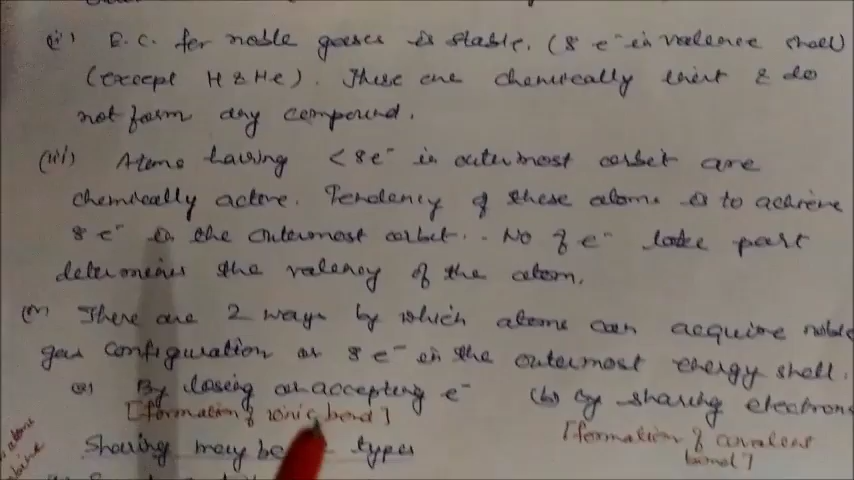 (ii) E.C. for noble gases is stable. (8 e⁻ in valence shell)
(except H & He). These are chemically inert & do
not form any compound.
(iii) Atoms having < 8e⁻ in outermost orbit are
chemically active. Tendency of these atoms is to achieve
8 e⁻ in the outermost orbit. No of e⁻ take part
determines the valency of the atom.
There are 2 ways by which atoms can acquire noble
gas configuration or 8 e⁻ in the outermost energy shell.
(a) By losing or accepting e⁻ (b) by sharing electrons
[formation of ionic bond]
[formation of covalent
bond]
atoms
Sharing may be types